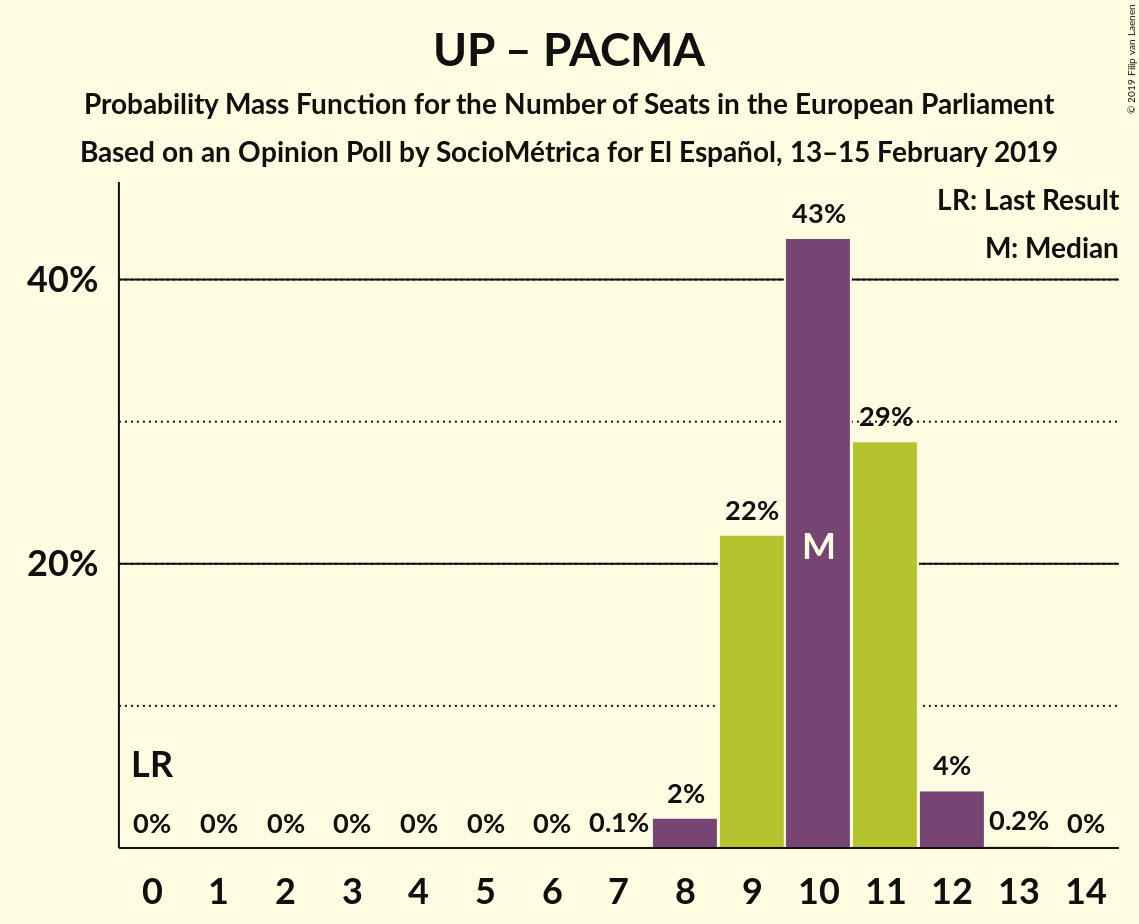 UP – PACMA
Probability Mass Function for the Number of Seats in the European Parliament
Based on an Opinion Poll by SocioMétrica for El Español, 13–15 February 2019
© 2019 Filip van Laenen
LR: Last Result
M: Median
43%
40%
29%
22%
M
20%
LR
4%
2%
0% 0% 0% 0% 0% 0% 0% 0.1% 0.2% 0%
0 1 2 3 4 5 6 7 8 9 10 11 12 13 14